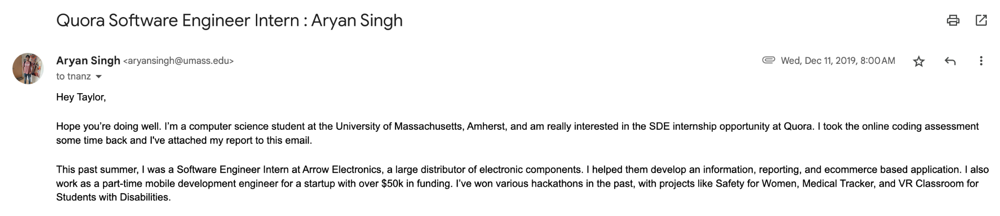 Quora Software Engineer Intern : Aryan Singh
Aryan Singh <aryansingh@umass.edu>
Wed, Dec 11, 2019, 8:00 AM
to tnanz
Hey Taylor,
Hope you’re doing well. I’m a computer science student at the University of Massachusetts, Amherst, and am really interested in the SDE internship opportunity at Quora. I took the online coding assessment
some time back and I've attached my report to this email.
This past summer, I was a Software Engineer Intern at Arrow Electronics, a large distributor of electronic components. I helped them develop an information, reporting, and ecommerce based application. I also
work as a part-time mobile development engineer for a startup with over $50k in funding. I’ve won various hackathons in the past, with projects like Safety for Women, Medical Tracker, and VR Classroom for
Students with Disabilities.